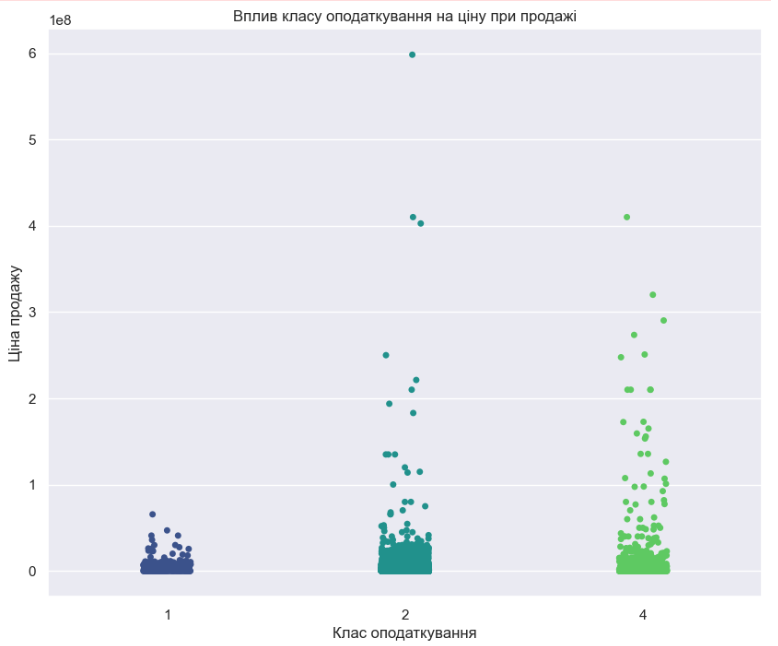 Вплив класу оподаткування на ціну при продажі
1e8
6
5
4
3
2
1
0
Ціна продажу
1
2
4
Клас оподаткування